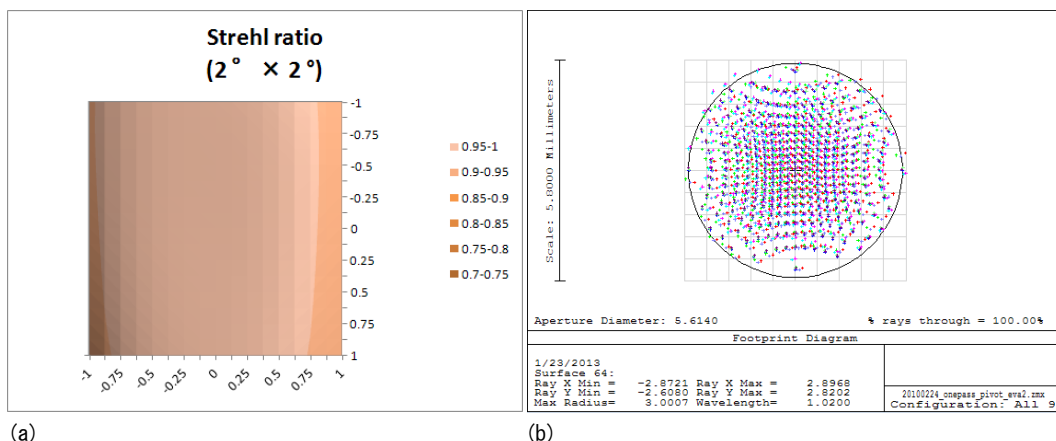 Strehl ratio
(2° × 2°)
-1
-0.75
-0.5
-0.25
0
0.25
0.5
0.75
1
-1
-0.75
-0.5
-0.25
0
0.25
0.5
0.75
1
0.95-1
0.9-0.95
0.85-0.9
0.8-0.85
0.75-0.8
0.7-0.75
(a)
Scale: 5.8000 Millimeters
Aperture Diameter: 5.6140 % rays through = 100.00%
Footprint Diagram
1/23/2013
Surface 64:
Ray X Min = -2.8721 Ray X Max = 2.8968
Ray Y Min = -2.6080 Ray Y Max = 2.8202
Max Radius= 3.0007 Wavelength= 1.0200
20100224_onepass_pivot_eva2.zmx
Configuration: All 9
(b)